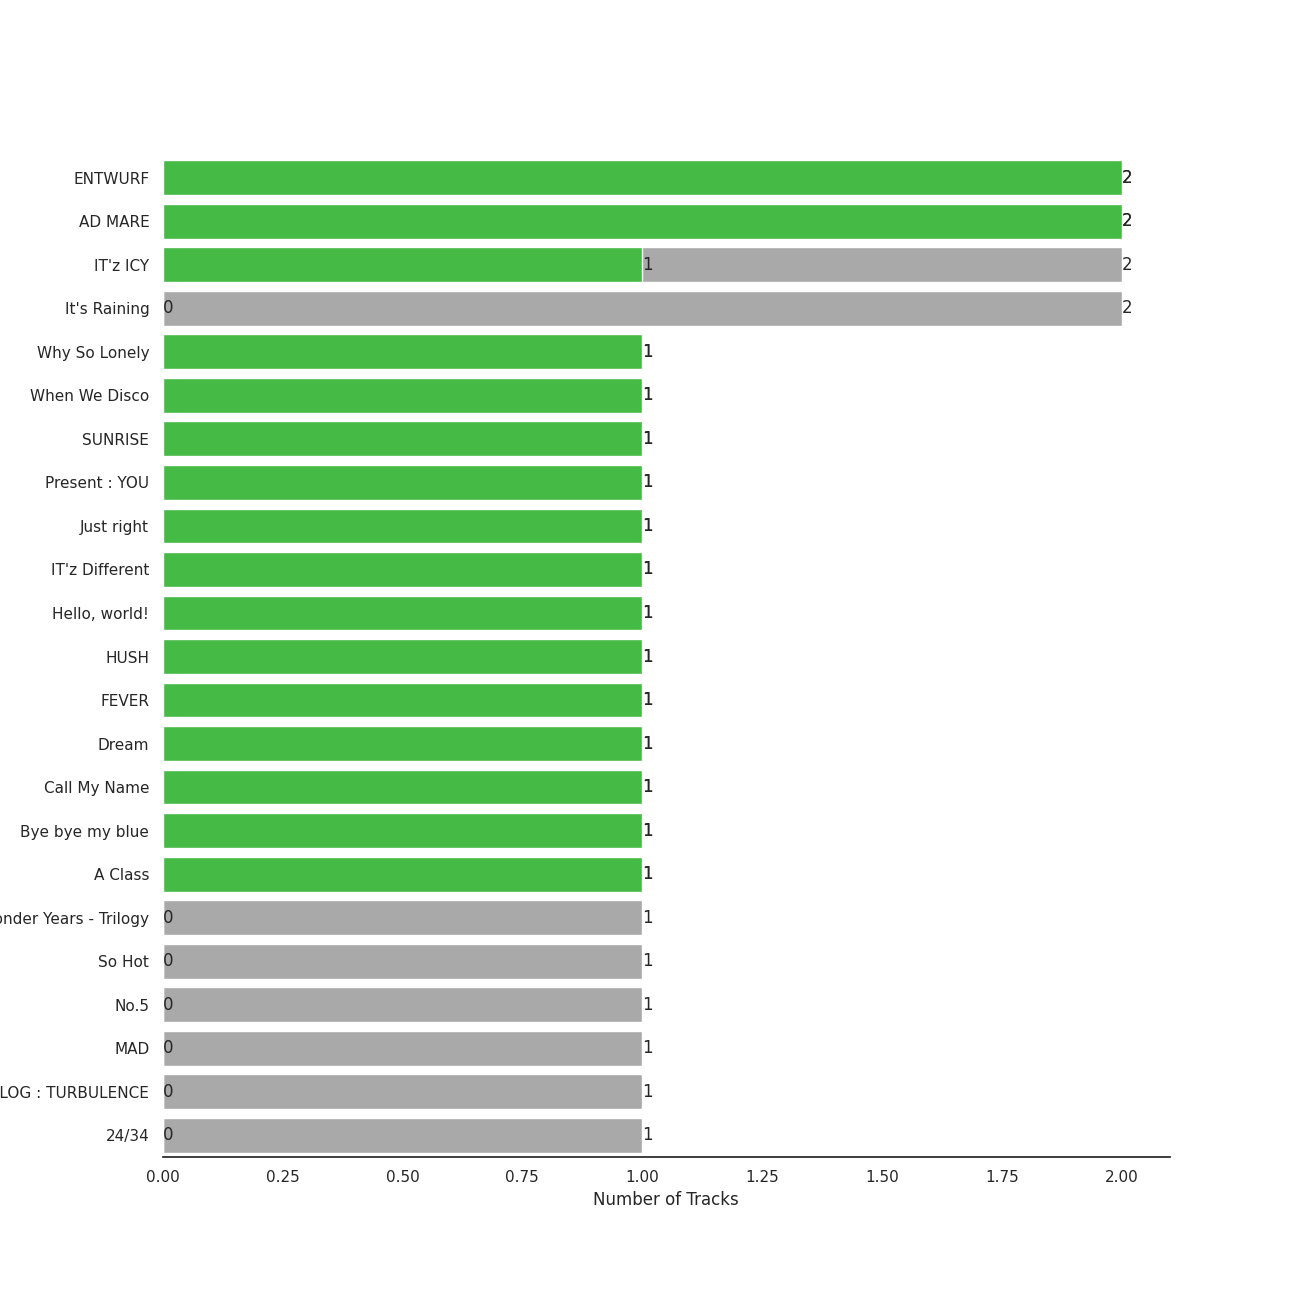 ENTWURF 2
AD MARE 2
IT'z ICY 1 2
It's Raining 0 2
Why So Lonely 1
When We Disco 1
SUNRISE 1
Present : YOU 1
Just right 1
IT'z Different 1
Hello, world! 1
HUSH 1
FEVER 1
Dream 1
Call My Name 1
Bye bye my blue 1
A Class 1
Years - Trilogy 0 1
So Hot 0 1
No.5 0 1
MAD 0 1
: TURBULENCE 0 1
24/34 0 1
0.00 0.25 0.50 0.75 1.00 1.25 1.50 1.75 2.00
Number of Tracks